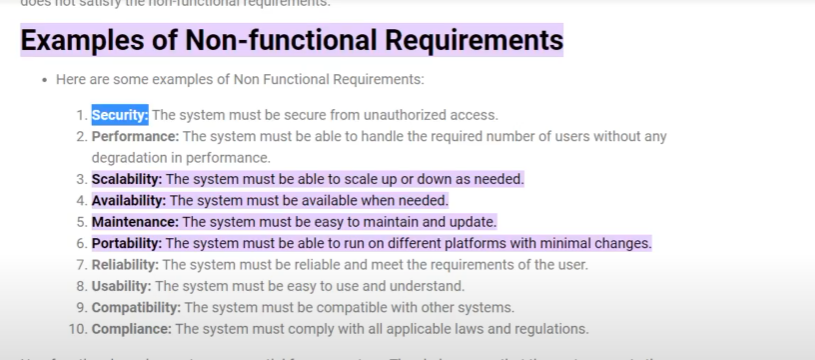 does not satisfy the non-functional requirements.
Examples of Non-functional Requirements
• Here are some examples of Non Functional Requirements:
1. Security: The system must be secure from unauthorized access.
2. Performance: The system must be able to handle the required number of users without any
degradation in performance.
3. Scalability: The system must be able to scale up or down as needed.
4. Availability: The system must be available when needed.
5. Maintenance: The system must be easy to maintain and update.
6. Portability: The system must be able to run on different platforms with minimal changes.
7. Reliability: The system must be reliable and meet the requirements of the user.
8. Usability: The system must be easy to use and understand.
9. Compatibility: The system must be compatible with other systems.
10. Compliance: The system must comply with all applicable laws and regulations.